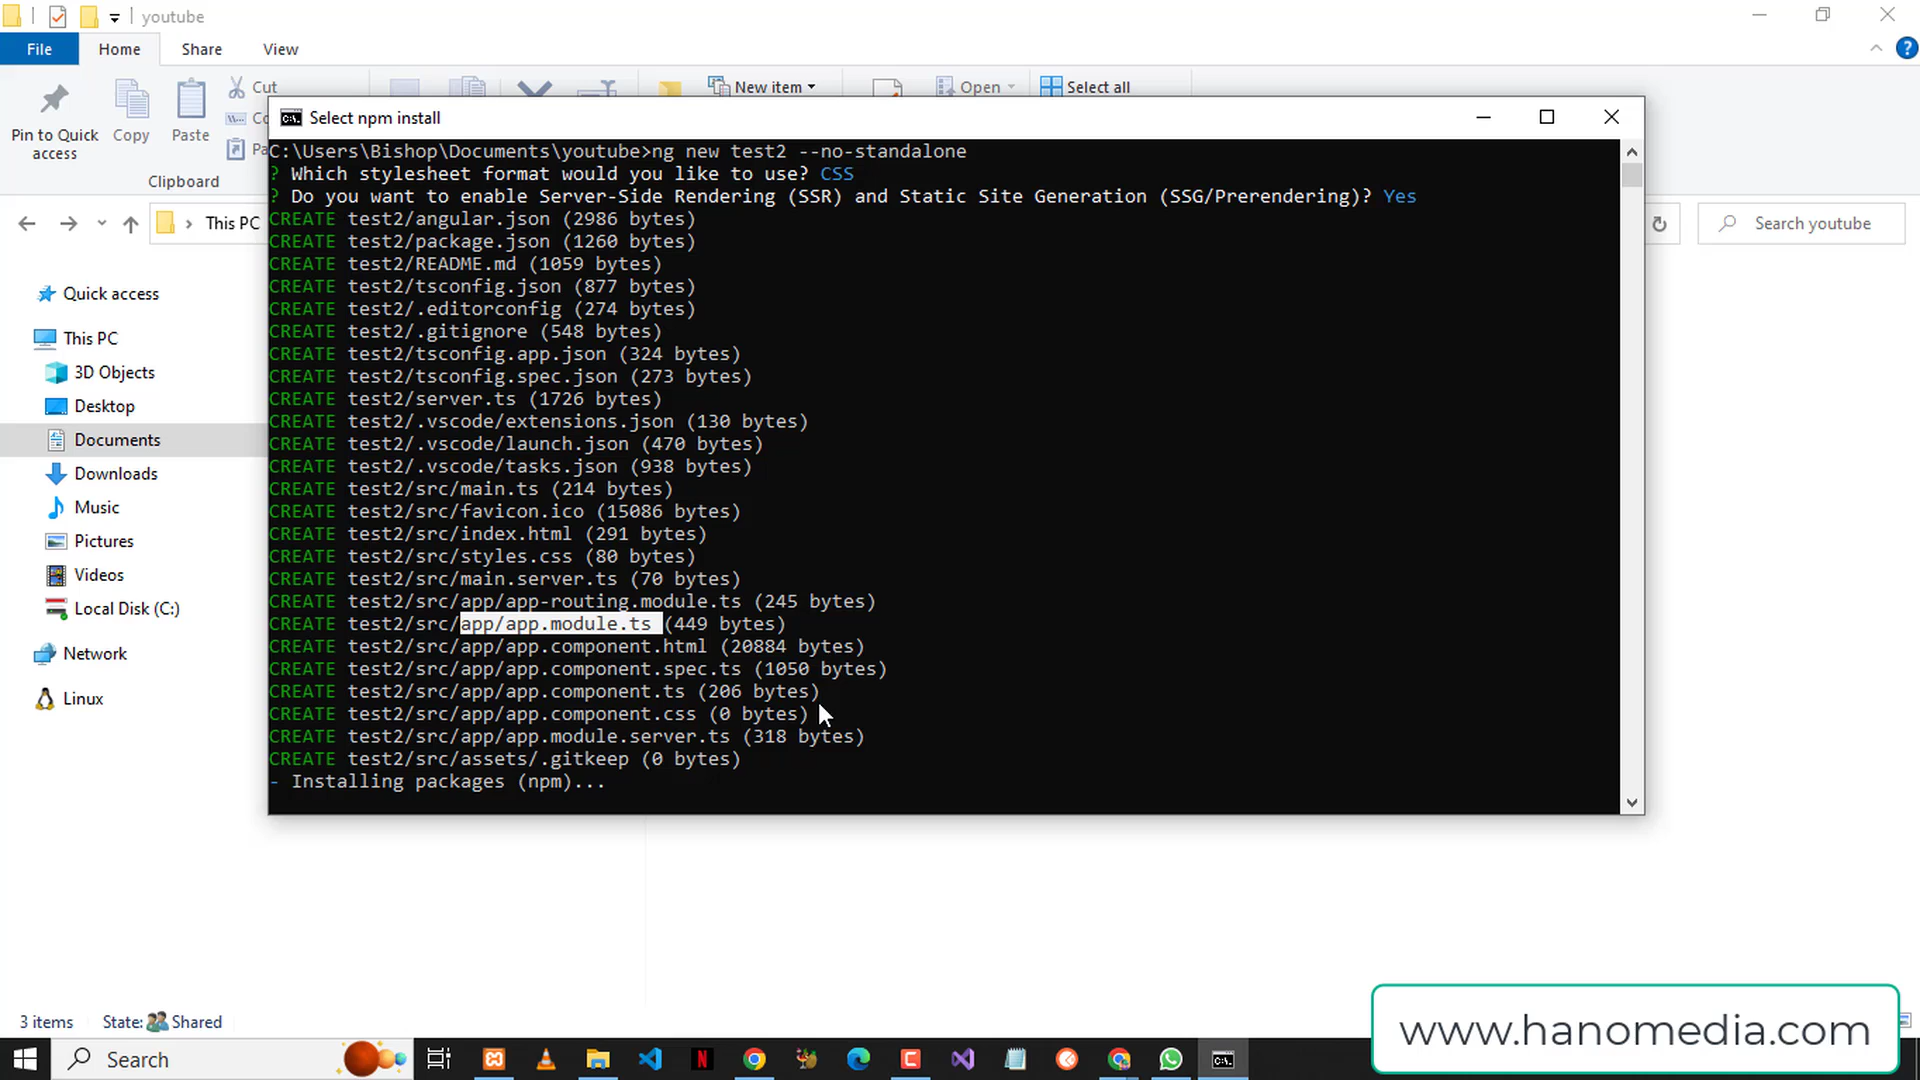 youtube
File
Home
Share
View
Cut
New item
Open
Select all
Pin to Quick access
Copy
Paste
Clipboard
Select npm install
C:\Users\Bishop\Documents\youtube>ng new test2 --no-standalone
? Which stylesheet format would you like to use? CSS
? Do you want to enable Server-Side Rendering (SSR) and Static Site Generation (SSG/Prerendering)? Yes
CREATE test2/angular.json (2986 bytes)
CREATE test2/package.json (1260 bytes)
CREATE test2/README.md (1059 bytes)
CREATE test2/tsconfig.json (877 bytes)
CREATE test2/.editorconfig (274 bytes)
CREATE test2/.gitignore (548 bytes)
CREATE test2/tsconfig.app.json (324 bytes)
CREATE test2/tsconfig.spec.json (273 bytes)
CREATE test2/server.ts (1726 bytes)
CREATE test2/.vscode/extensions.json (130 bytes)
CREATE test2/.vscode/launch.json (470 bytes)
CREATE test2/.vscode/tasks.json (938 bytes)
CREATE test2/src/main.ts (214 bytes)
CREATE test2/src/favicon.ico (15086 bytes)
CREATE test2/src/index.html (291 bytes)
CREATE test2/src/styles.css (80 bytes)
CREATE test2/src/main.server.ts (70 bytes)
CREATE test2/src/app/app-routing.module.ts (245 bytes)
CREATE test2/src/app/app.module.ts (449 bytes)
CREATE test2/src/app/app.component.html (20884 bytes)
CREATE test2/src/app/app.component.spec.ts (1050 bytes)
CREATE test2/src/app/app.component.ts (206 bytes)
CREATE test2/src/app/app.component.css (0 bytes)
CREATE test2/src/app/app.module.server.ts (318 bytes)
CREATE test2/src/assets/.gitkeep (0 bytes)
- Installing packages (npm)...
This PC
Search youtube
Quick access
This PC
3D Objects
Desktop
Documents
Downloads
Music
Pictures
Videos
Local Disk (C:)
Network
Linux
3 items
State: Shared
www.hanomedia.com
Search